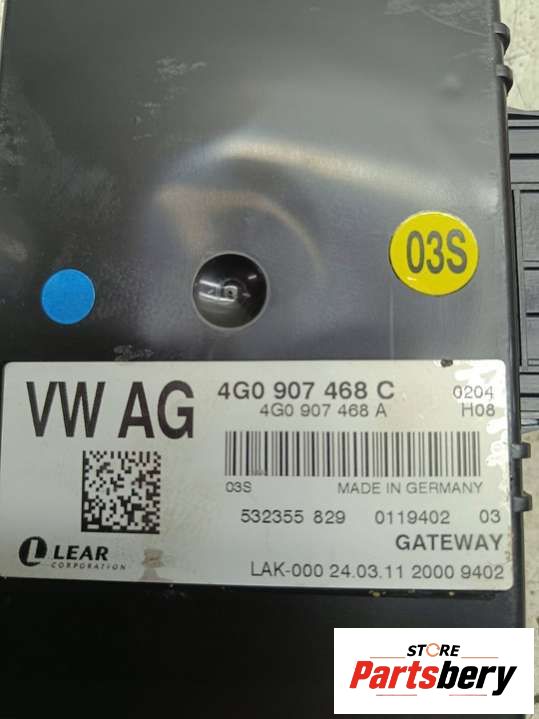 03S
VW AG
4G0 907 468 C
0204
4G0 907 468 A
H08
03S
MADE IN GERMANY
532355 829
0119402
03
GATEWAY
LEAR
CORPORATION
LAK-000 24.03.11 2000 9402
STORE
Partsbery